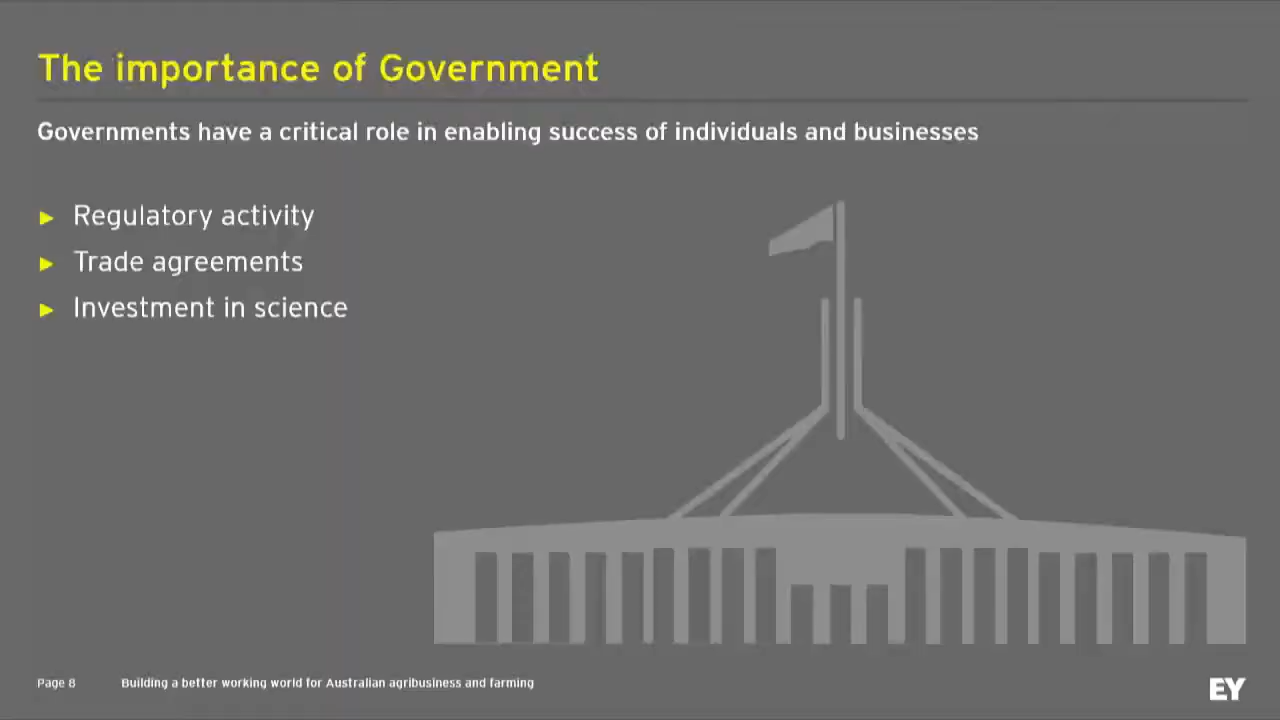 The importance of Government
Governments have a critical role in enabling success of individuals and businesses
► Regulatory activity
► Trade agreements
► Investment in science
Page 8
Building a better working world for Australian agribusiness and farming
EY